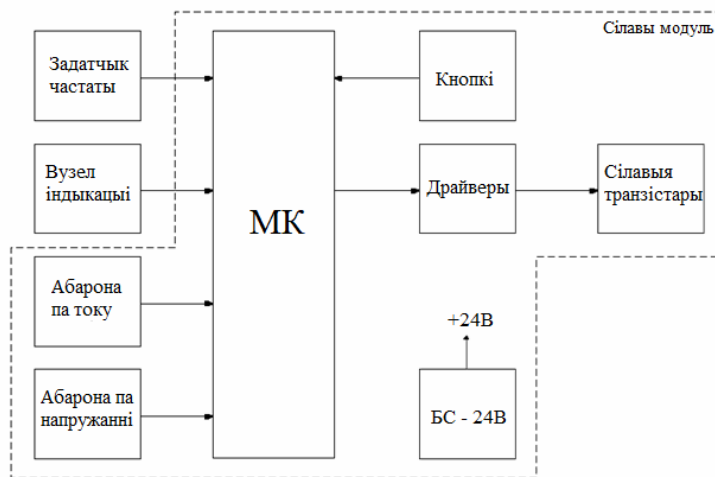 Сілавы модуль
Задатчык
частаты
Кнопкі
Вузел
індыкацыі
МК
Драйверы
Сілавыя
транзістары
Абарона
па току
+24В
Абарона па
напружанні
БС - 24В